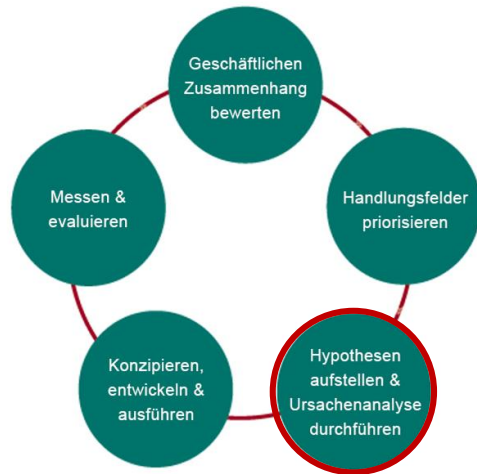 Geschäftlichen
Zusammenhang
bewerten
Handlungsfelder
priorisieren
Hypothesen
aufstellen &
Ursachenanalyse
durchführen
Konzipieren,
entwickeln &
ausführen
Messen &
evaluieren